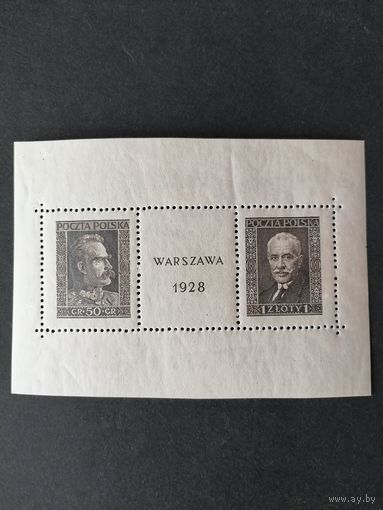 POCZTA POLSKA
GR·50·GR
WARSZAWA
1928
POCZTA POLSKA
1 ZŁOTY 1
www.ay.by